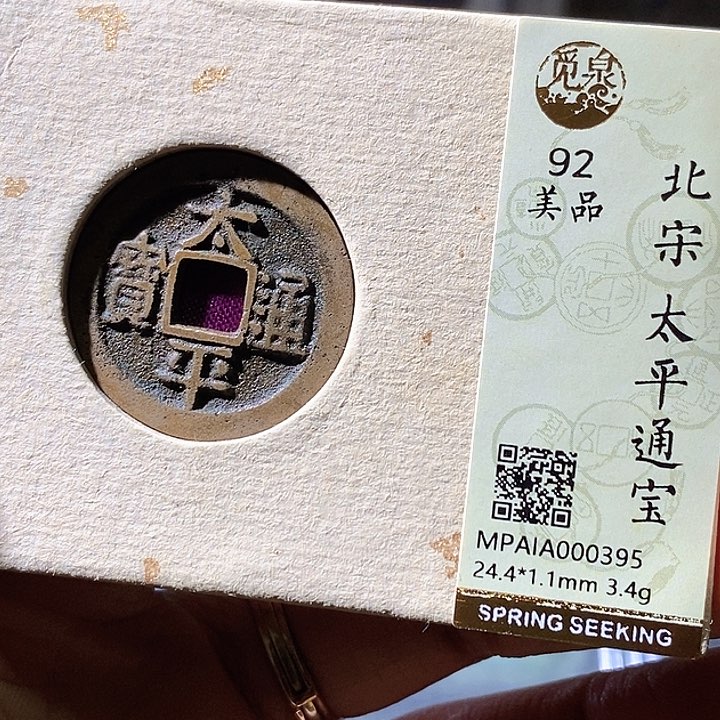 太平通寳
觅泉
92
美品
北宋 太平通宝
MPAIA000395
24.4*1.1mm 3.4g
SPRING SEEKING